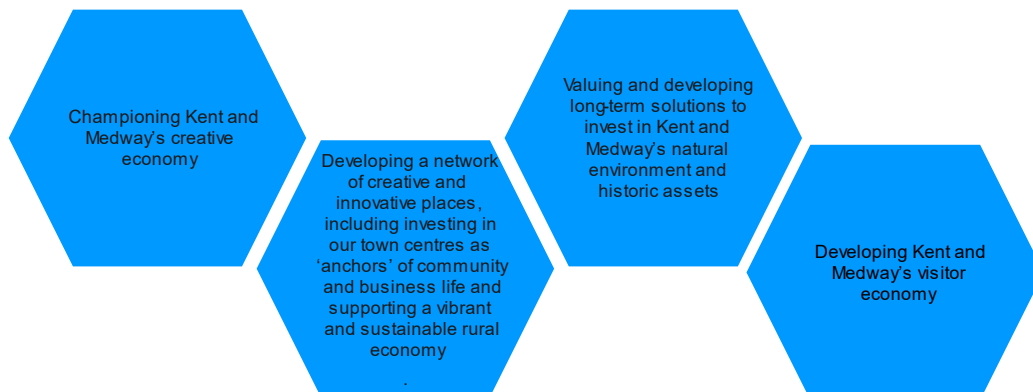 Championing Kent and
Medway's creative
economy
Developing a network
of creative and
innovative places,
including investing in
our town centres as
‘anchors’ of community
and business life and
supporting a vibrant
and sustainable rural
economy
.
Valuing and developing
long-term solutions to
invest in Kent and
Medway’s natural
environment and
historic assets
Developing Kent and
Medway’s visitor
economy